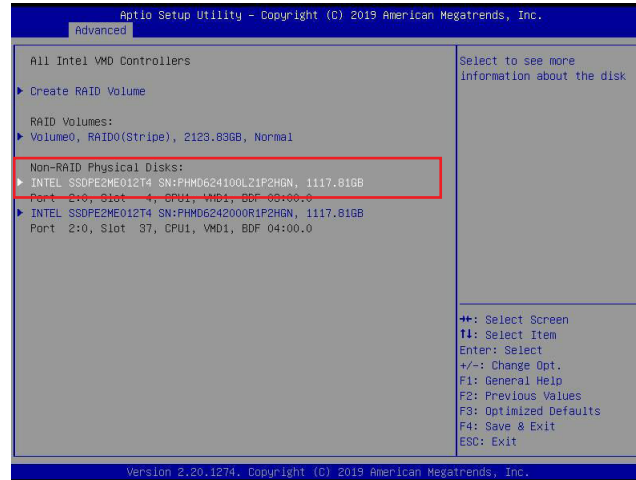 Aptio Setup Utility – Copyright (C) 2019 American Megatrends, Inc.
Advanced
All Intel VMD Controllers
Create RAID Volume
RAID Volumes:
Volume0, RAID0(Stripe), 2123.83GB, Normal
Non-RAID Physical Disks:
INTEL SSDPE2ME012T4 SN:PHMD624100LZ1P2HGN, 1117.81GB
Port 2:0, Slot 4, CPU1, VMD1, BDF 03:00.0
INTEL SSDPE2ME012T4 SN:PHMD6242000R1P2HGN, 1117.81GB
Port 2:0, Slot 37, CPU1, VMD1, BDF 04:00.0
Select to see more
information about the disk
→←: Select Screen
↑↓: Select Item
Enter: Select
+/-: Change Opt.
F1: General Help
F2: Previous Values
F3: Optimized Defaults
F4: Save & Exit
ESC: Exit
Version 2.20.1274. Copyright (C) 2019 American Megatrends, Inc.